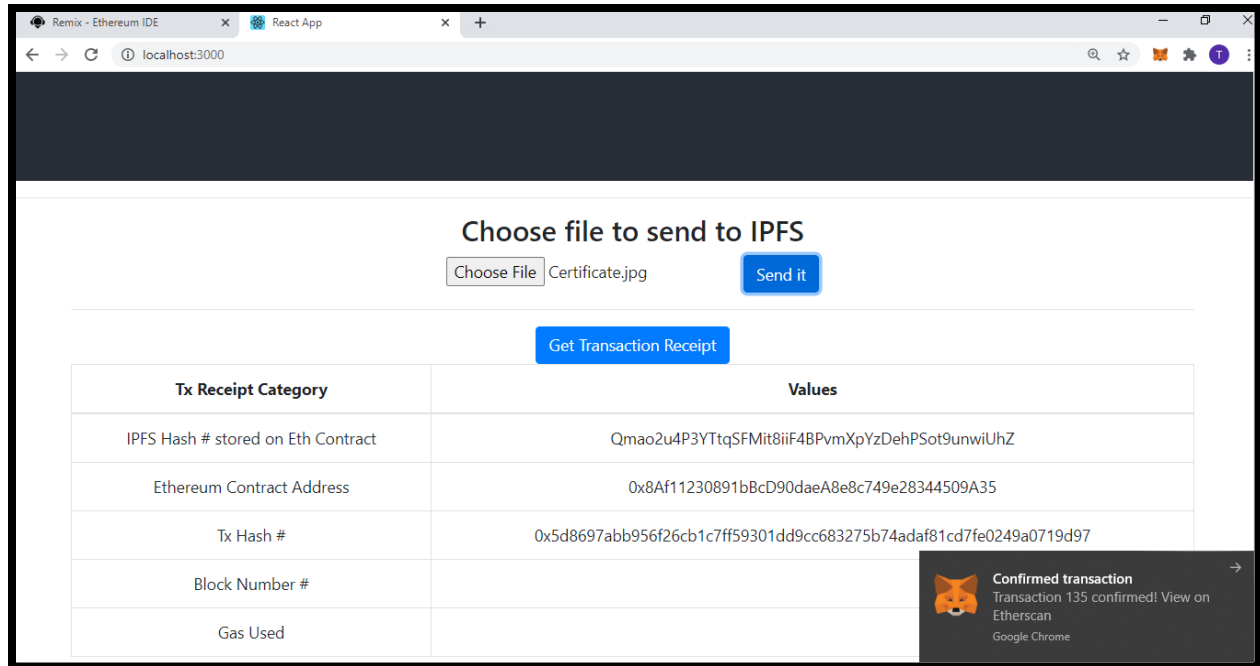 Remix - Ethereum IDE
React App
localhost:3000
T
Choose file to send to IPFS
Choose File Certificate.jpg
Send it
Get Transaction Receipt
Tx Receipt Category Values
IPFS Hash # stored on Eth Contract Qmao2u4P3YTtqSFMit8iiF4BPvmXpYzDehPSot9unwiUhZ
Ethereum Contract Address 0x8Af11230891bBcD90daeA8e8c749e28344509A35
Tx Hash # 0x5d8697abb956f26cb1c7ff59301dd9cc683275b74adaf81cd7fe0249a0719d97
Block Number #
Gas Used
Confirmed transaction
Transaction 135 confirmed! View on
Etherscan
Google Chrome